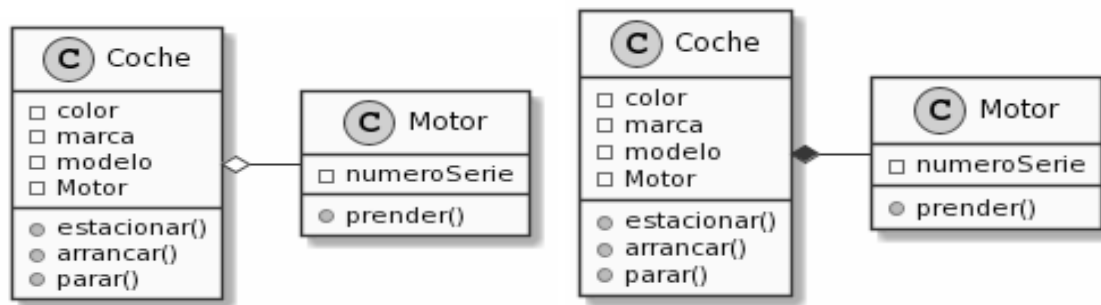 C Coche
color
marca
modelo
Motor
estacionar()
arrancar()
parar()
C Motor
numeroSerie
prender()
C Coche
color
marca
modelo
Motor
estacionar()
arrancar()
parar()
C Motor
numeroSerie
prender()